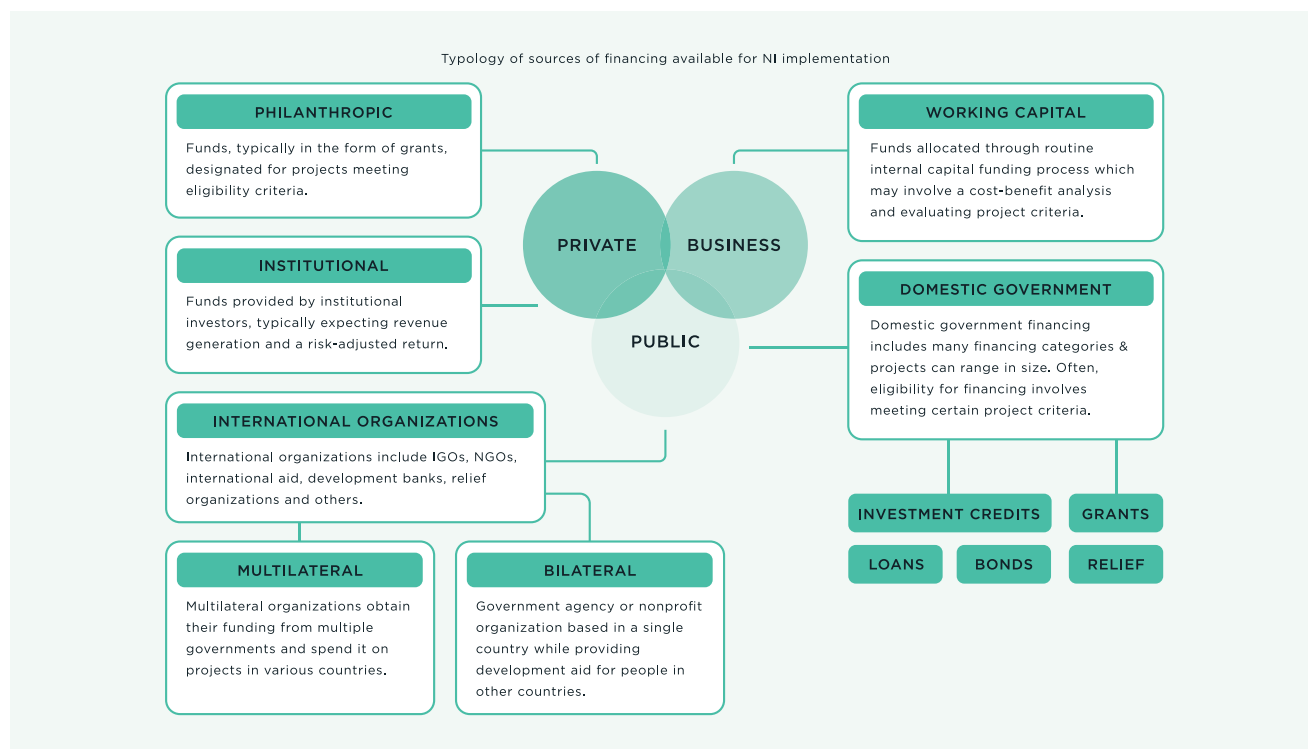 Typology of sources of financing available for NI implementation
PHILANTHROPIC
Funds, typically in the form of grants,
designated for projects meeting
eligibility criteria.
INSTITUTIONAL
Funds provided by institutional
investors, typically expecting revenue
generation and a risk-adjusted return.
INTERNATIONAL ORGANIZATIONS
International organizations include IGOs, NGOs,
international aid, development banks, relief
organizations and others.
MULTILATERAL
Multilateral organizations obtain
their funding from multiple
governments and spend it on
projects in various countries.
BILATERAL
Government agency or nonprofit
organization based in a single
country while providing
development aid for people in
other countries.
PRIVATE
BUSINESS
PUBLIC
WORKING CAPITAL
Funds allocated through routine
internal capital funding process which
may involve a cost-benefit analysis
and evaluating project criteria.
DOMESTIC GOVERNMENT
Domestic government financing
includes many financing categories &
projects can range in size. Often,
eligibility for financing involves
meeting certain project criteria.
INVESTMENT CREDITS
GRANTS
LOANS
BONDS
RELIEF